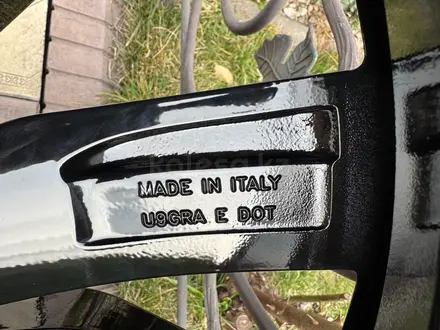 kolesa.kz
MADE IN ITALY
U9GRA E DOT